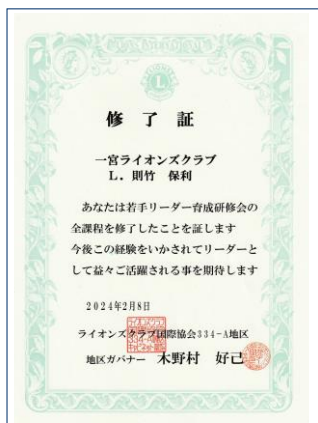 修了証
一宮ライオンズクラブ
L．則竹 保利
あなたは若手リーダー育成研修会の
全課程を修了したことを証します
今後この経験をいかされてリーダーと
して益々ご活躍される事を期待します
2024年2月8日
ライオンズクラブ国際協会334-A地区
地区ガバナー 木野村 好己